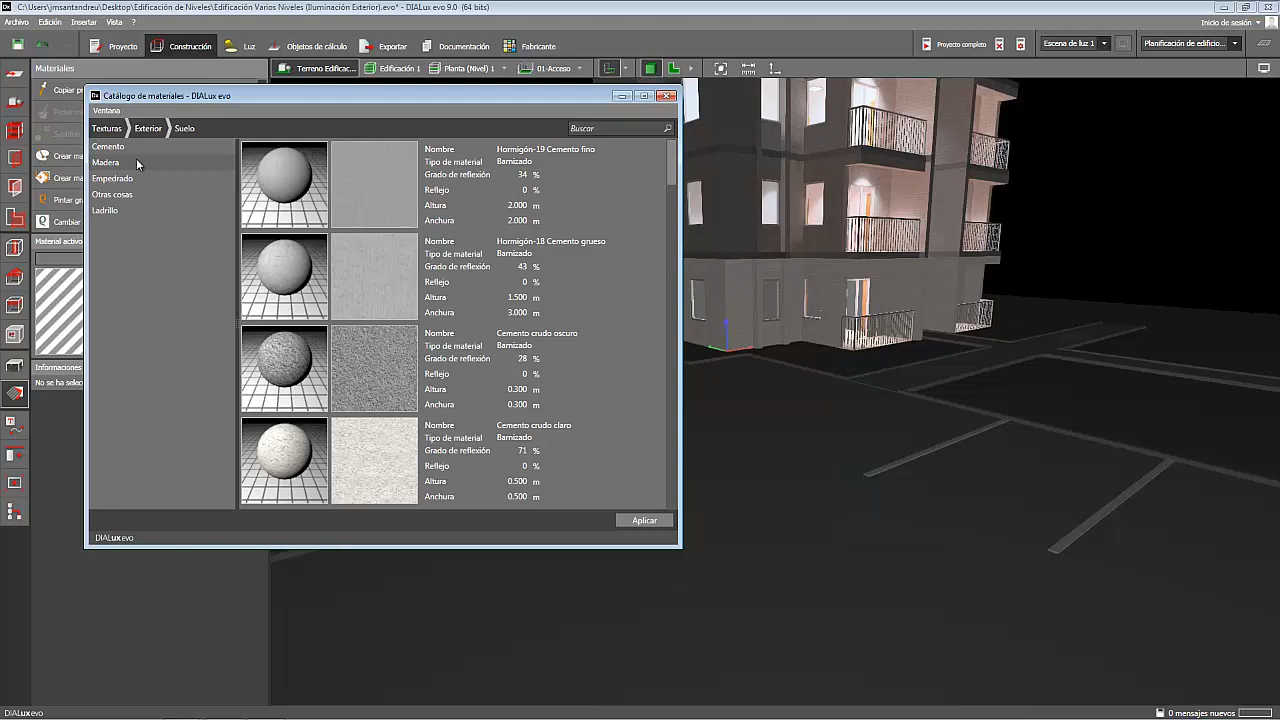 C:\Users\jmsantandreu\Desktop\Edificación de Niveles\Edificación Varios Niveles (Iluminación Exterior).evo* - DIALux evo 9.0 (64 bits)
Archivo Edición Insertar Vista Inicio de sesión
Proyecto Construcción Luz Objetos de cálculo Exportar Documentación Fabricante Proyecto completo Escena de luz 1 Planificación de edificio...
Materiales Terreno Edificac... Edificación 1 Planta (Nivel) 1 01-Acceso
Copiar pr
Pintar m
Sustitui
Crear ma
Crear ma
Pintar gra
Cambiar
Material activo
Informaciones
No se ha selec
Catálogo de materiales - DIALux evo
Ventana
Texturas Exterior Suelo Buscar
Cemento
Madera
Empedrado
Otras cosas
Ladrillo
Nombre Hormigón-19 Cemento fino
Tipo de material Barnizado
Grado de reflexión 34 %
Reflejo 0 %
Altura 2.000 m
Anchura 2.000 m
Nombre Hormigón-18 Cemento grueso
Tipo de material Barnizado
Grado de reflexión 43 %
Reflejo 0 %
Altura 1.500 m
Anchura 3.000 m
Nombre Cemento crudo oscuro
Tipo de material Barnizado
Grado de reflexión 28 %
Reflejo 0 %
Altura 0.300 m
Anchura 0.300 m
Nombre Cemento crudo claro
Tipo de material Barnizado
Grado de reflexión 71 %
Reflejo 0 %
Altura 0.500 m
Anchura 0.500 m
Aplicar
DIALux evo
DIALux evo 0 mensajes nuevos